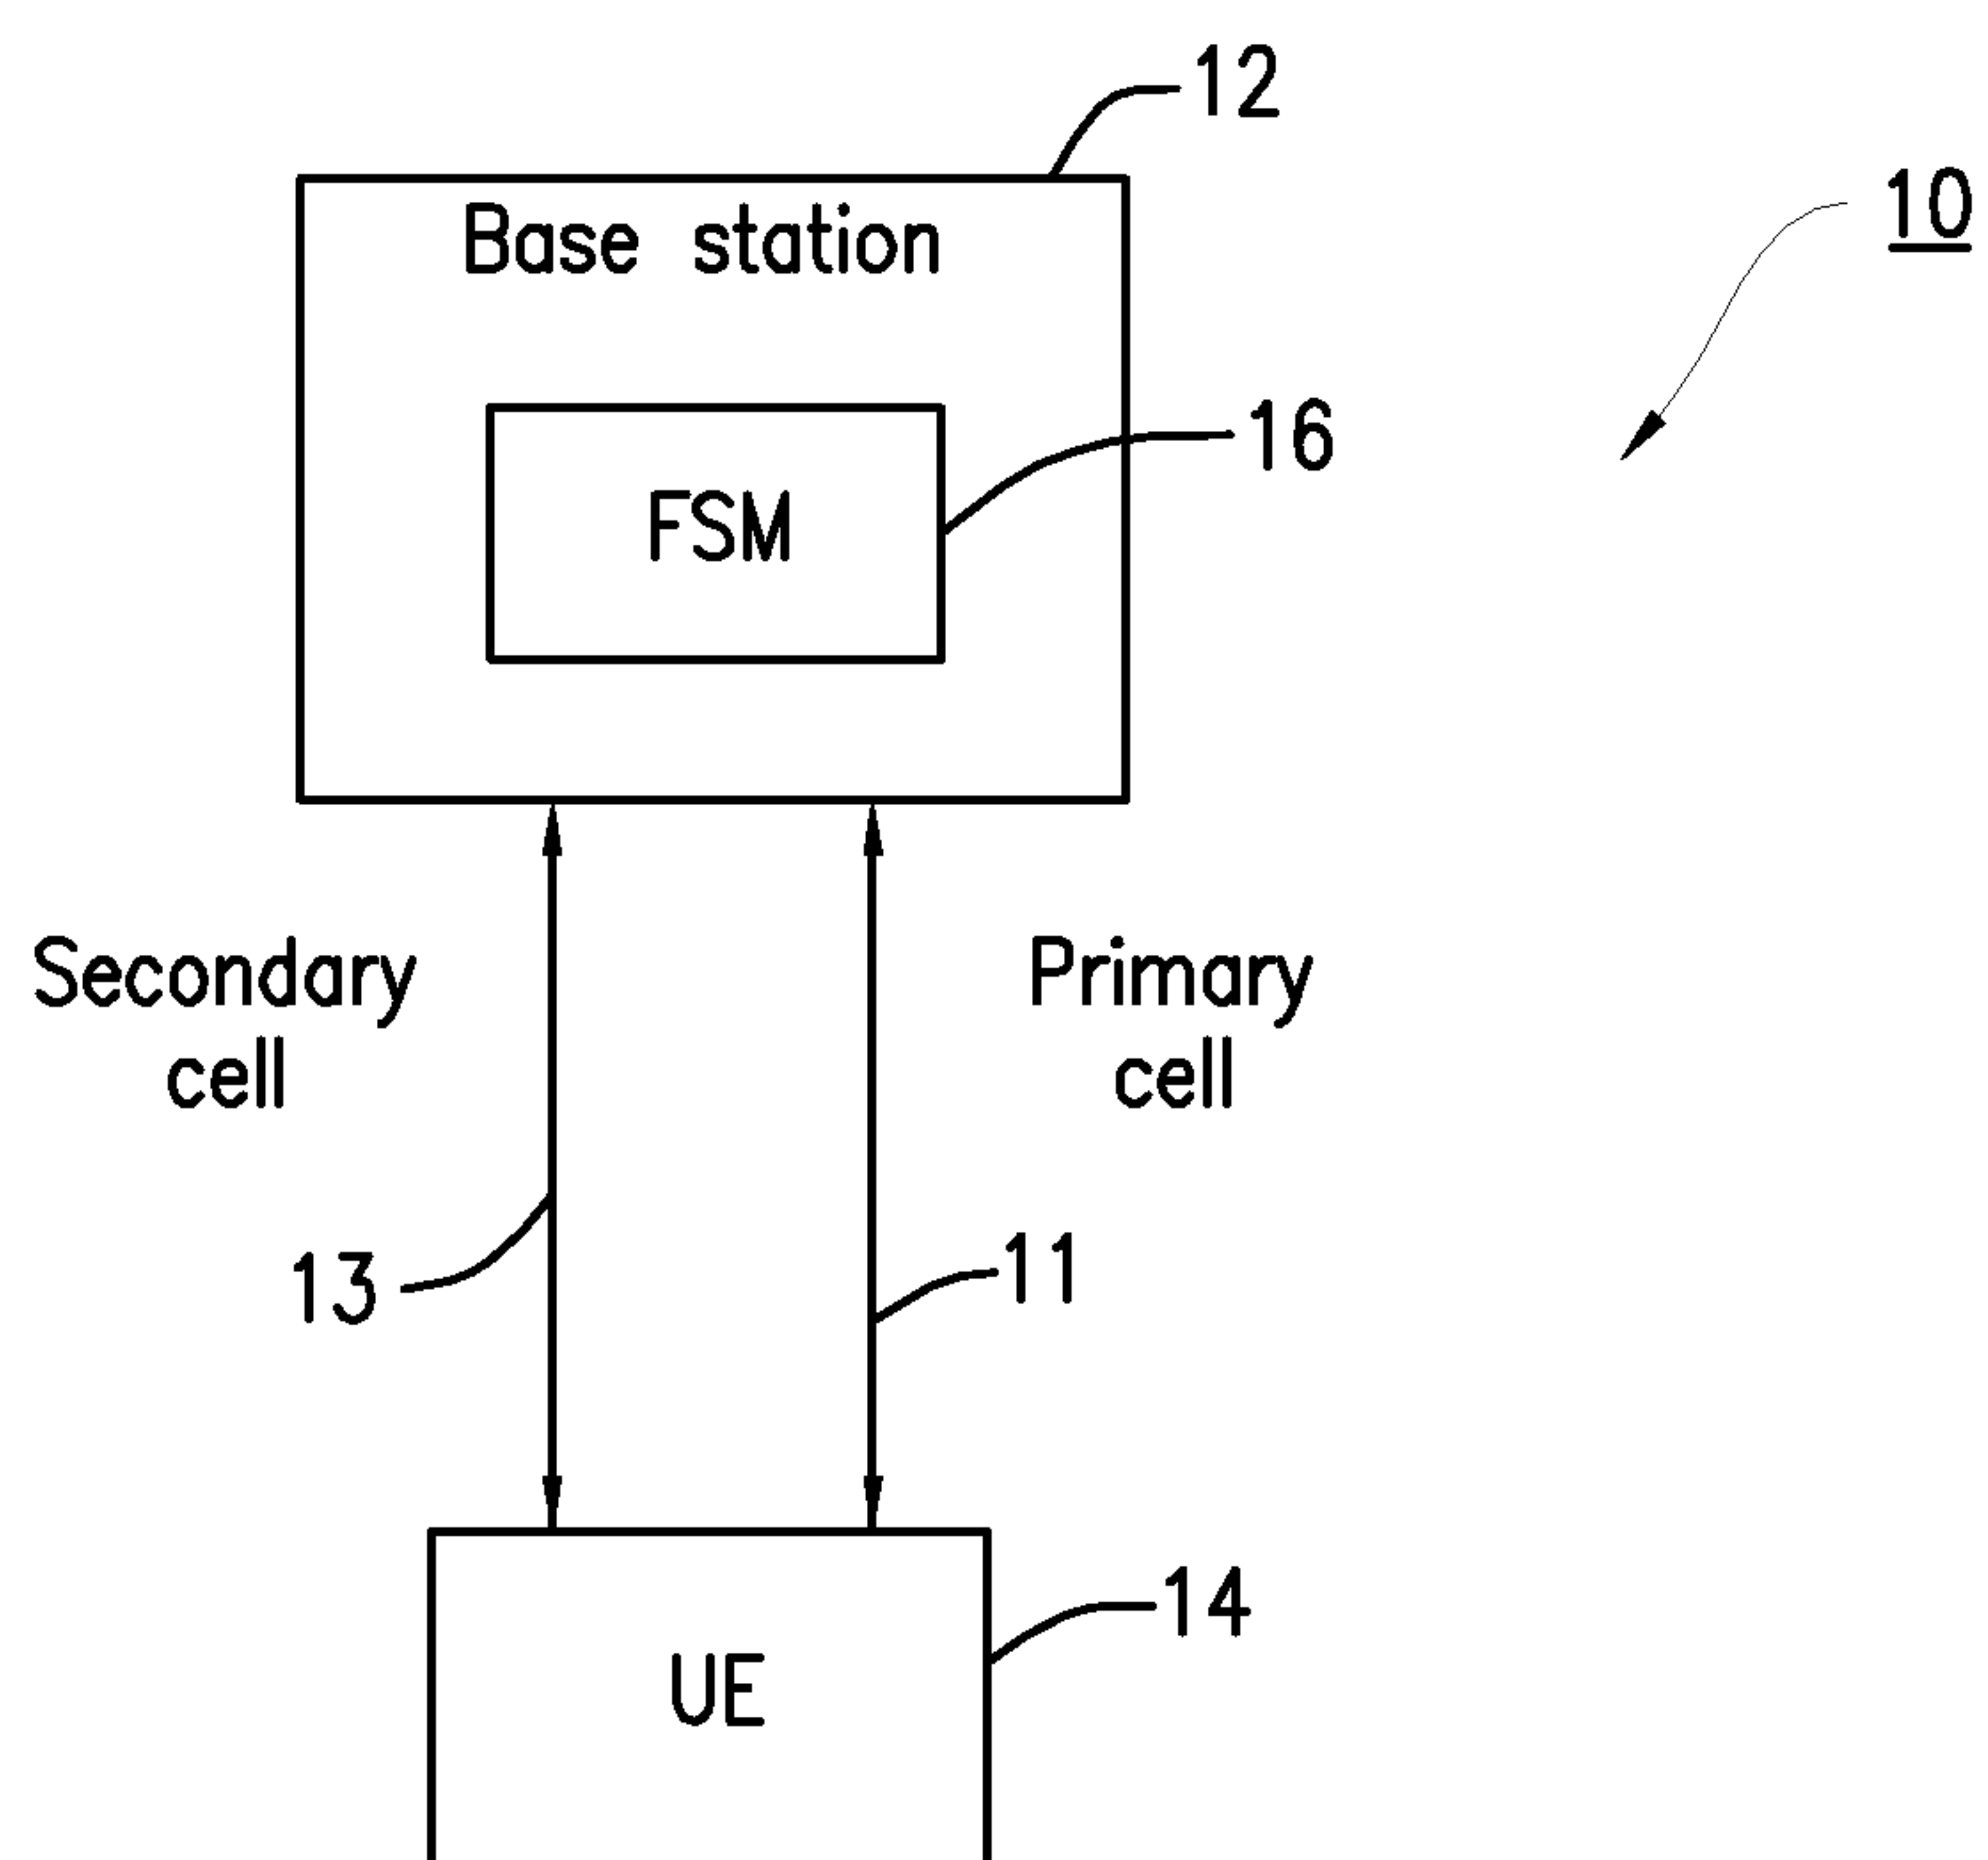 12
10
Base station
16
FSM
Secondary
cell
Primary
cell
13
11
14
UE